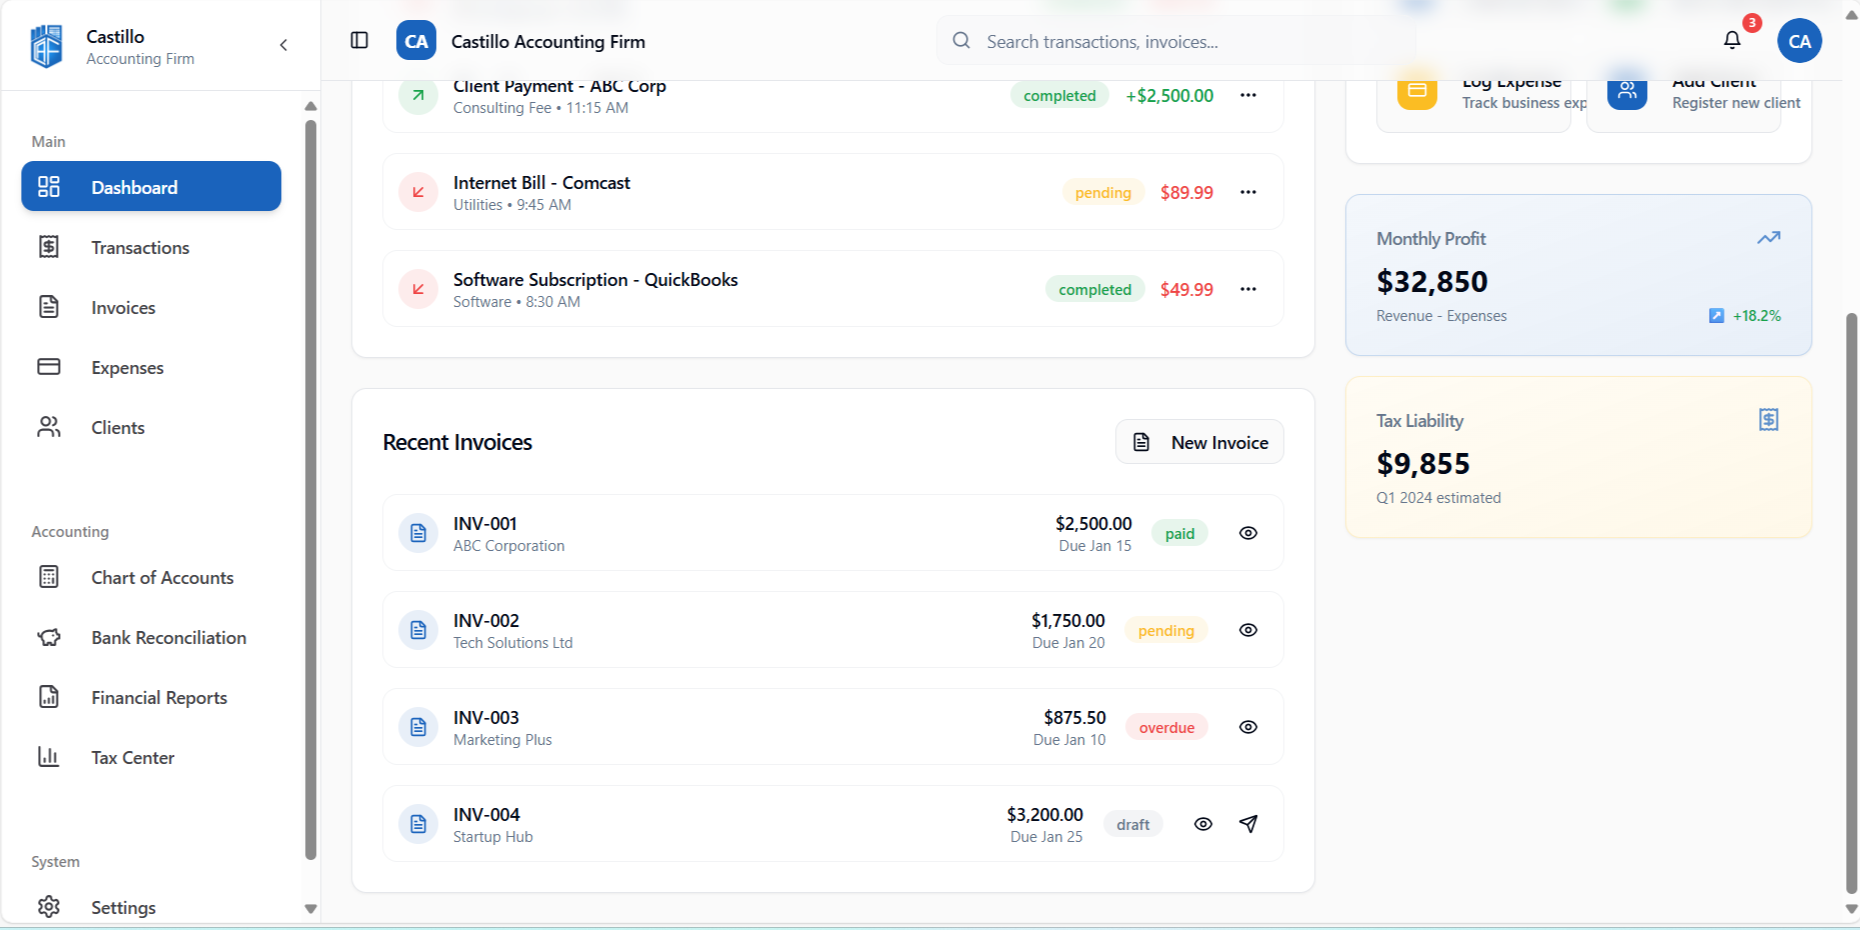 Castillo
Accounting Firm
Main
Dashboard
Transactions
Invoices
Expenses
Clients
Accounting
Chart of Accounts
Bank Reconciliation
Financial Reports
Tax Center
System
Settings
CA
Castillo Accounting Firm
Search transactions, invoices...
3
CA
Client Payment - ABC Corp
Consulting Fee • 11:15 AM
completed
+$2,500.00
Internet Bill - Comcast
Utilities • 9:45 AM
pending
$89.99
Software Subscription - QuickBooks
Software • 8:30 AM
completed
$49.99
Recent Invoices
New Invoice
INV-001
ABC Corporation
$2,500.00
Due Jan 15
paid
INV-002
Tech Solutions Ltd
$1,750.00
Due Jan 20
pending
INV-003
Marketing Plus
$875.50
Due Jan 10
overdue
INV-004
Startup Hub
$3,200.00
Due Jan 25
draft
Log Expense
Track business exp
Add Client
Register new client
Monthly Profit
$32,850
Revenue - Expenses
+18.2%
Tax Liability
$9,855
Q1 2024 estimated